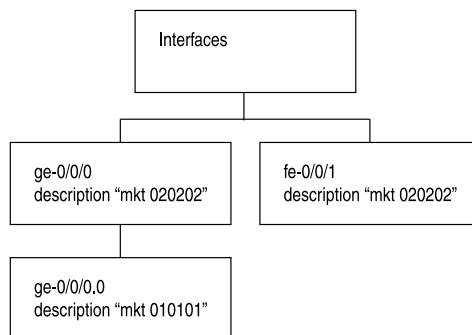 Interfaces
ge-0/0/0
description “mkt 020202”
fe-0/0/1
description “mkt 020202”
ge-0/0/0.0
description “mkt 010101”